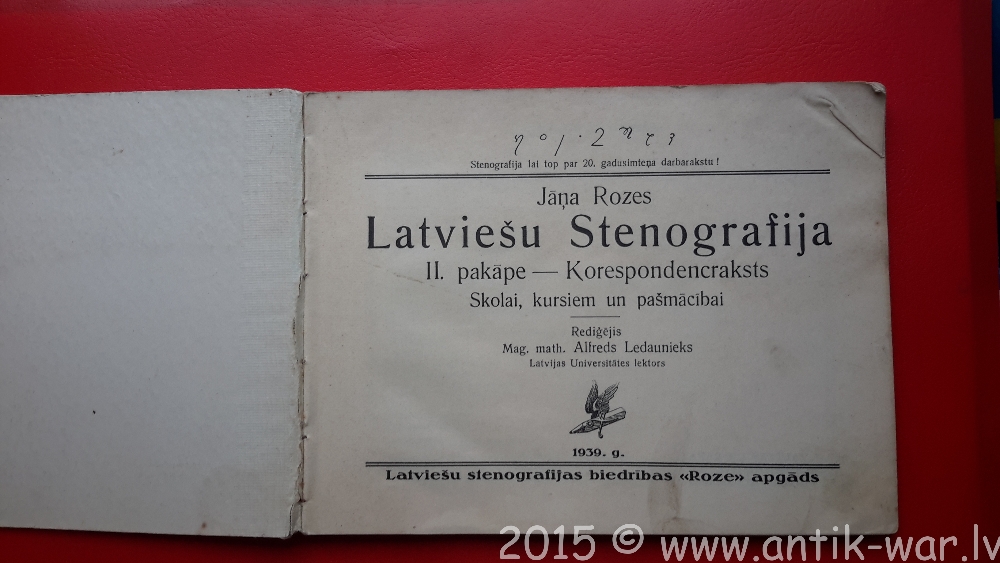 Stenografija lai top par 20. gadusimteņa darbarakstu!
Jāņa Rozes
Latviešu Stenografija
II. pakāpe — Korespondencraksts
Skolai, kursiem un pašmācībai
Rediģējis
Mag. math. Alfreds Ledaunieks
Latvijas Universitātes lektors
1939. g.
Latviešu stenografijas biedrības «Roze» apgāds
2015 © www.antik-war.lv